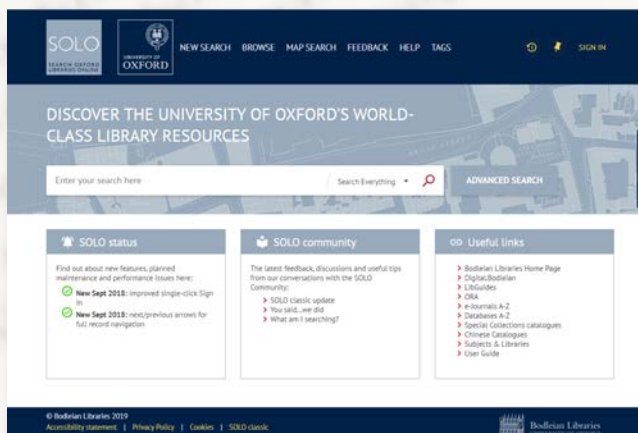 SOLO
SEARCH OXFORD
LIBRARIES ONLINE
UNIVERSITY OF
OXFORD
NEW SEARCH BROWSE MAP SEARCH FEEDBACK HELP TAGS
SIGN IN
DISCOVER THE UNIVERSITY OF OXFORD'S WORLD-
CLASS LIBRARY RESOURCES
Enter your search here
Search Everything
ADVANCED SEARCH
SOLO status
Find out about new features, planned
maintenance and performance issues here:
New Sept 2018: improved single-click Sign
in
New Sept 2018: next/previous arrows for
full record navigation
SOLO community
The latest feedback, discussions and useful tips
from our conversations with the SOLO
Community:
SOLO classic update
You said...we did
What am I searching?
Useful links
Bodleian Libraries Home Page
Digital.Bodleian
LibGuides
ORA
e-Journals A-Z
Databases A-Z
Special Collections catalogues
Chinese Catalogues
Subjects & Libraries
User Guide
© Bodleian Libraries 2019
Accessibility statement | Privacy Policy | Cookies | SOLO classic
Bodleian Libraries